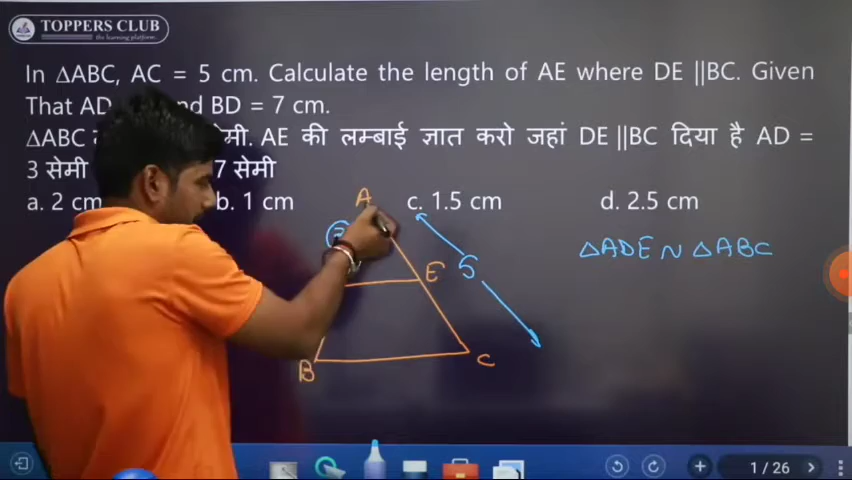 TOPPERS CLUB
the learning platform
In ΔABC, AC = 5 cm. Calculate the length of AE where DE ||BC. Given
That AD nd BD = 7 cm.
ΔABC मी. AE की लम्बाई ज्ञात करो जहां DE ||BC दिया है AD =
3 सेमी 7 सेमी
a. 2 cm b. 1 cm c. 1.5 cm d. 2.5 cm
A
ΔADE ~ ΔABC
E 5
B C
1 / 26